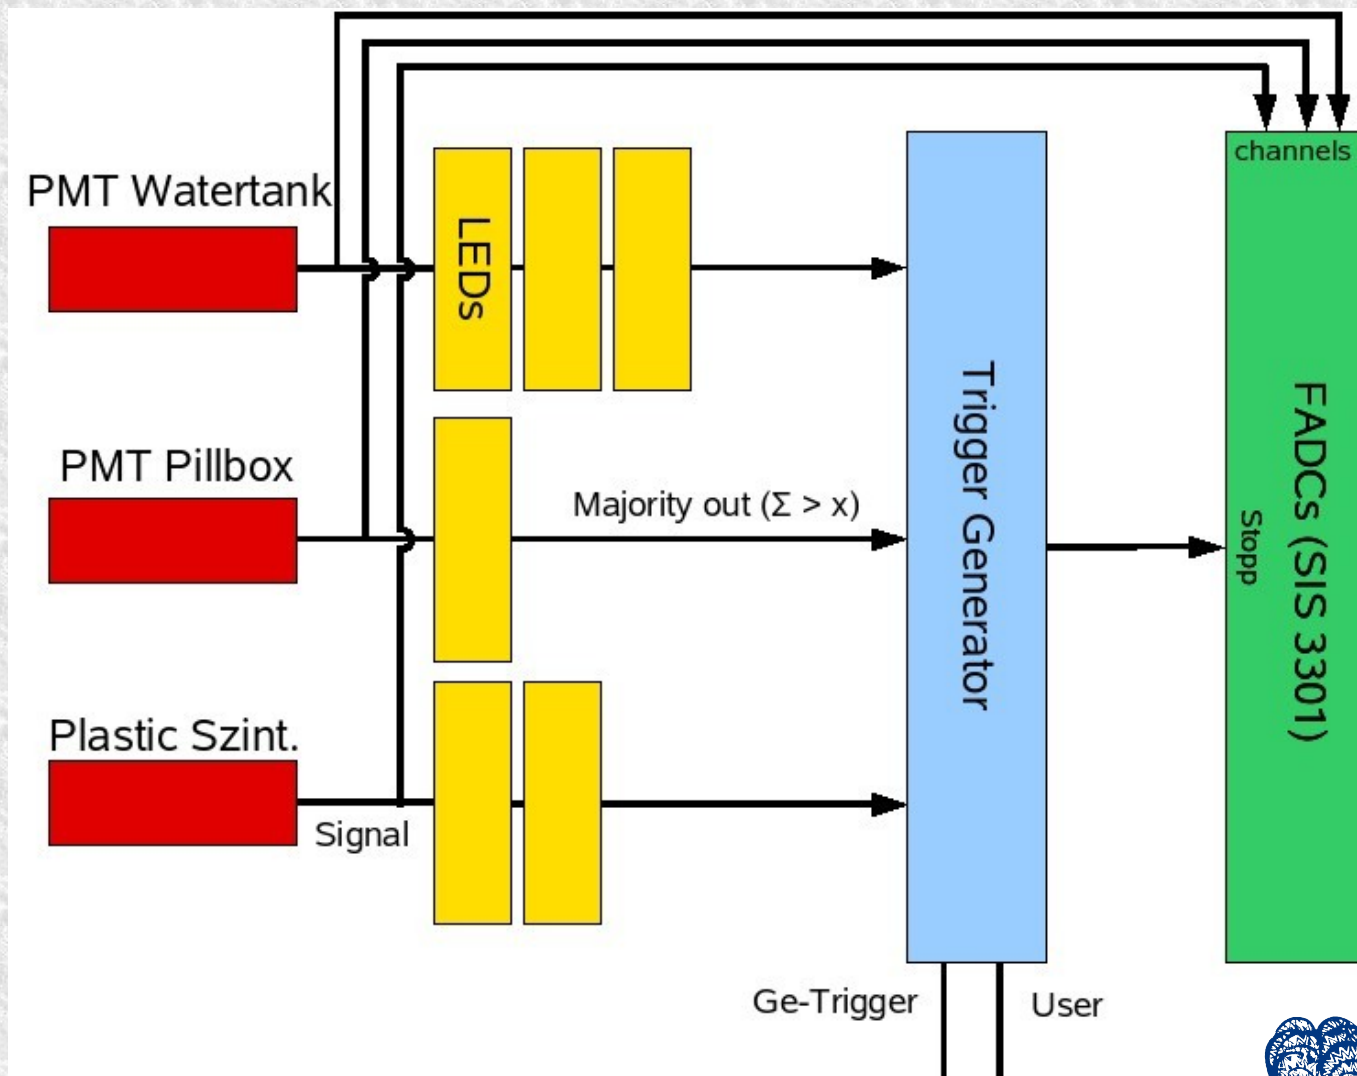 channels
PMT Watertank
LEDs
PMT Pillbox
Majority out (Σ > x)
Trigger Generator
Stopp
FADCs (SIS 3301)
Plastic Szint.
Signal
Ge-Trigger
User